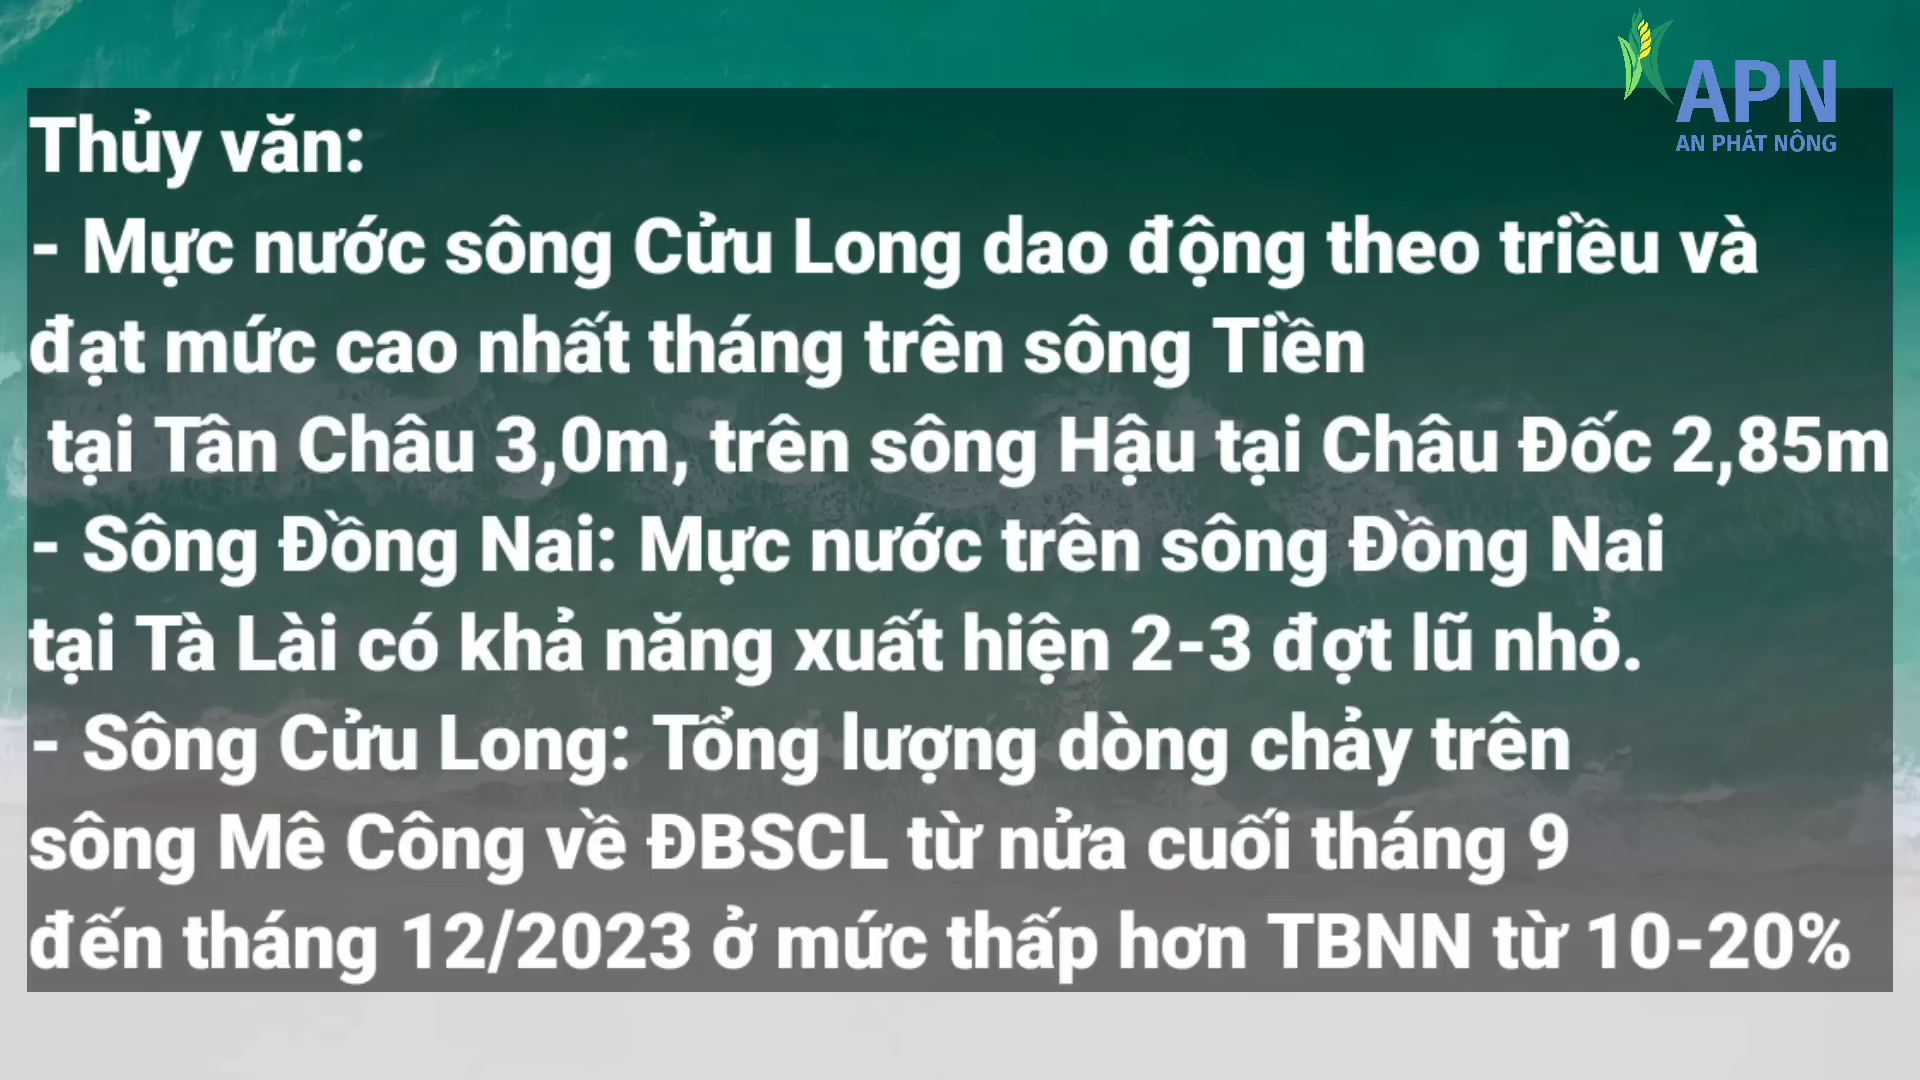 APN
AN PHÁT NÔNG
Thủy văn:
- Mực nước sông Cửu Long dao động theo triều và
đạt mức cao nhất tháng trên sông Tiền
tại Tân Châu 3,0m, trên sông Hậu tại Châu Đốc 2,85m
- Sông Đồng Nai: Mực nước trên sông Đồng Nai
tại Tà Lài có khả năng xuất hiện 2-3 đợt lũ nhỏ.
- Sông Cửu Long: Tổng lượng dòng chảy trên
sông Mê Công về ĐBSCL từ nửa cuối tháng 9
đến tháng 12/2023 ở mức thấp hơn TBNN từ 10-20%